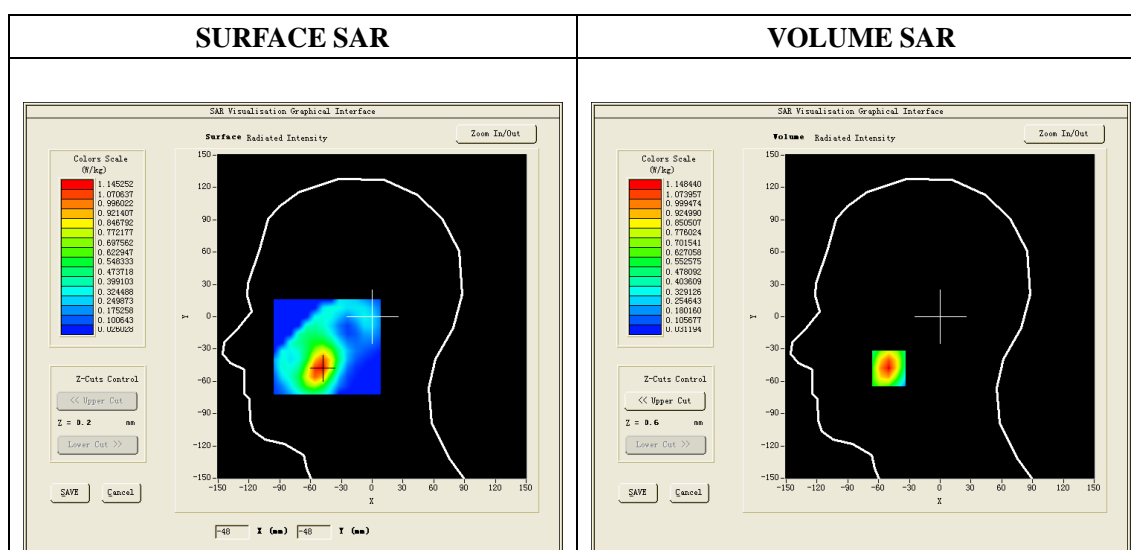 SURFACE SAR
SAR Visualisation Graphical Interface
Surface Radiated Intensity
Zoom In/Out
Colors Scale
(W/kg)
1.145252
1.070637
0.996022
0.921407
0.846792
0.772177
0.697562
0.622947
0.548333
0.473718
0.399103
0.324488
0.249873
0.175258
0.100643
0.026028
150
120
90
60
30
0
-30
-60
-90
-120
-150
Y
-150 -120 -90 -60 -30 0 30 60 90 120 150
X
Z-Cuts Control
<< Upper Cut
Z = 0.2 mm
Lower Cut >>
SAVE Cancel
-48 X (mm) -48 Y (mm)
VOLUME SAR
SAR Visualisation Graphical Interface
Volume Radiated Intensity
Zoom In/Out
Colors Scale
(W/kg)
1.148440
1.073957
0.999474
0.924990
0.850507
0.776024
0.701541
0.627058
0.552575
0.478092
0.403609
0.329126
0.254643
0.180160
0.105677
0.031194
150
120
90
60
30
0
-30
-60
-90
-120
-150
Y
-150 -120 -90 -60 -30 0 30 60 90 120 150
X
Z-Cuts Control
<< Upper Cut
Z = 0.6 mm
Lower Cut >>
SAVE Cancel